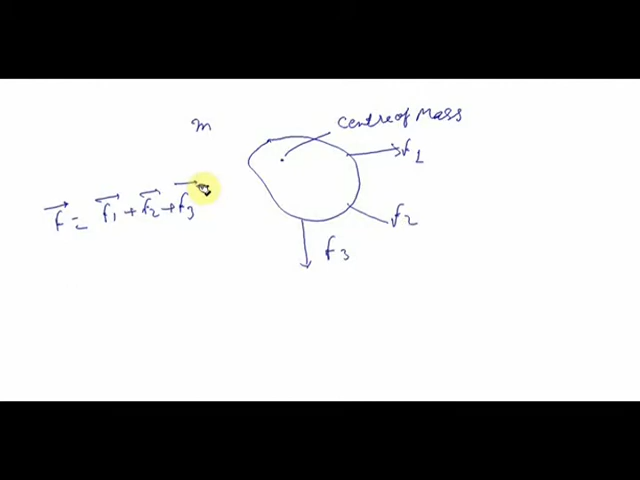 m
Centre of Mass
f1
f2
f3
F = f1 + f2 + f3